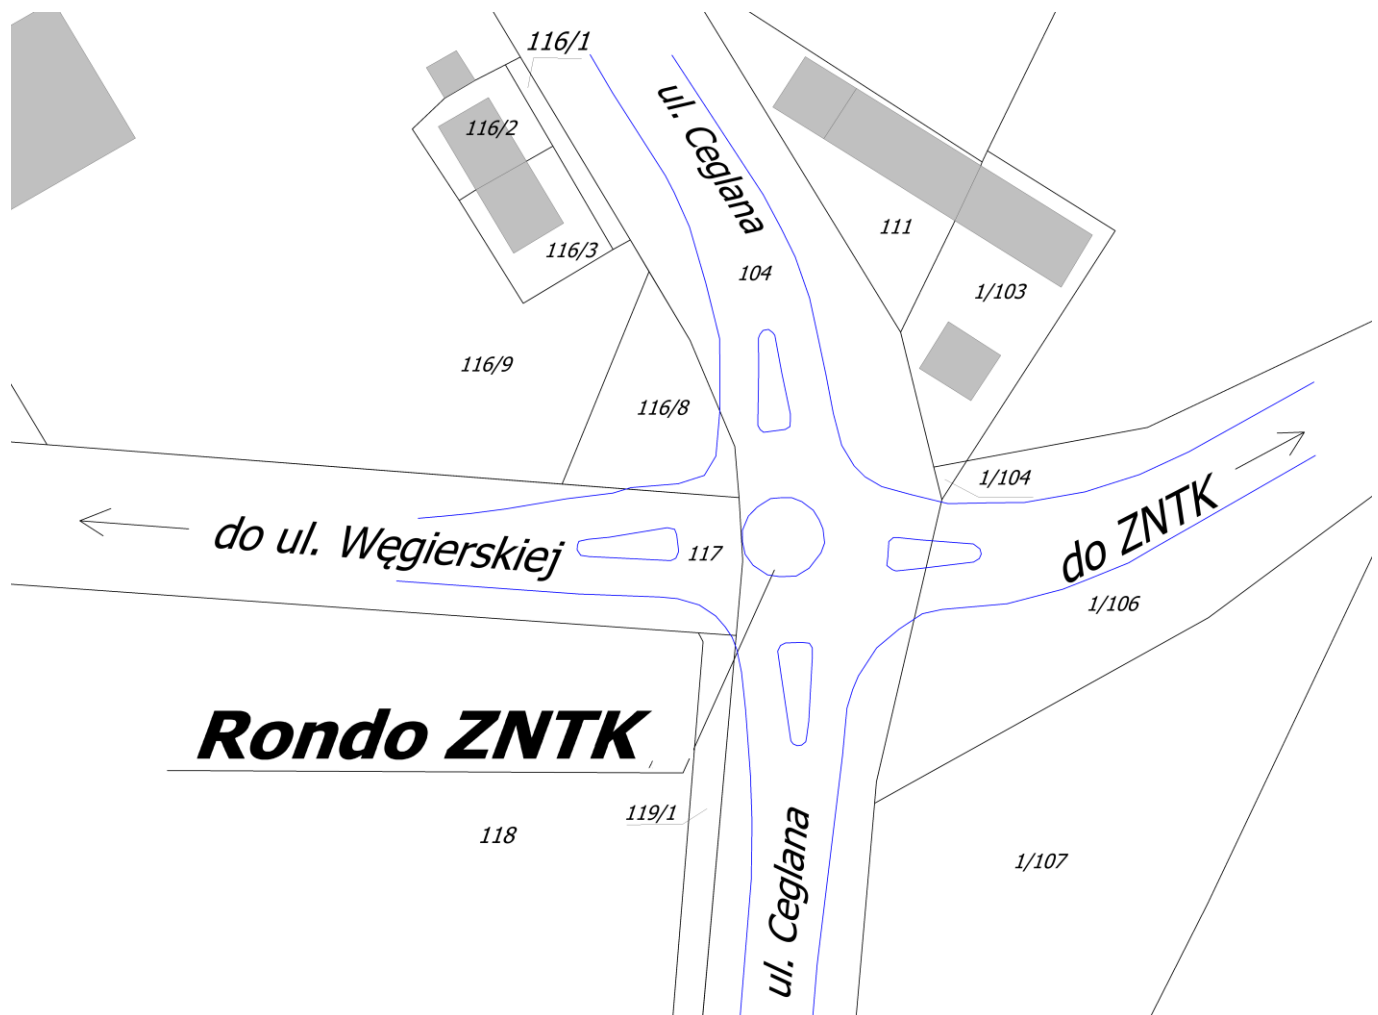 116/1
ul. Ceglana
116/2
111
116/3
104
1/103
116/9
116/8
1/104
do ul. Węgierskiej
117
do ZNTK
1/106
Rondo ZNTK
119/1
118
ul. Ceglana
1/107